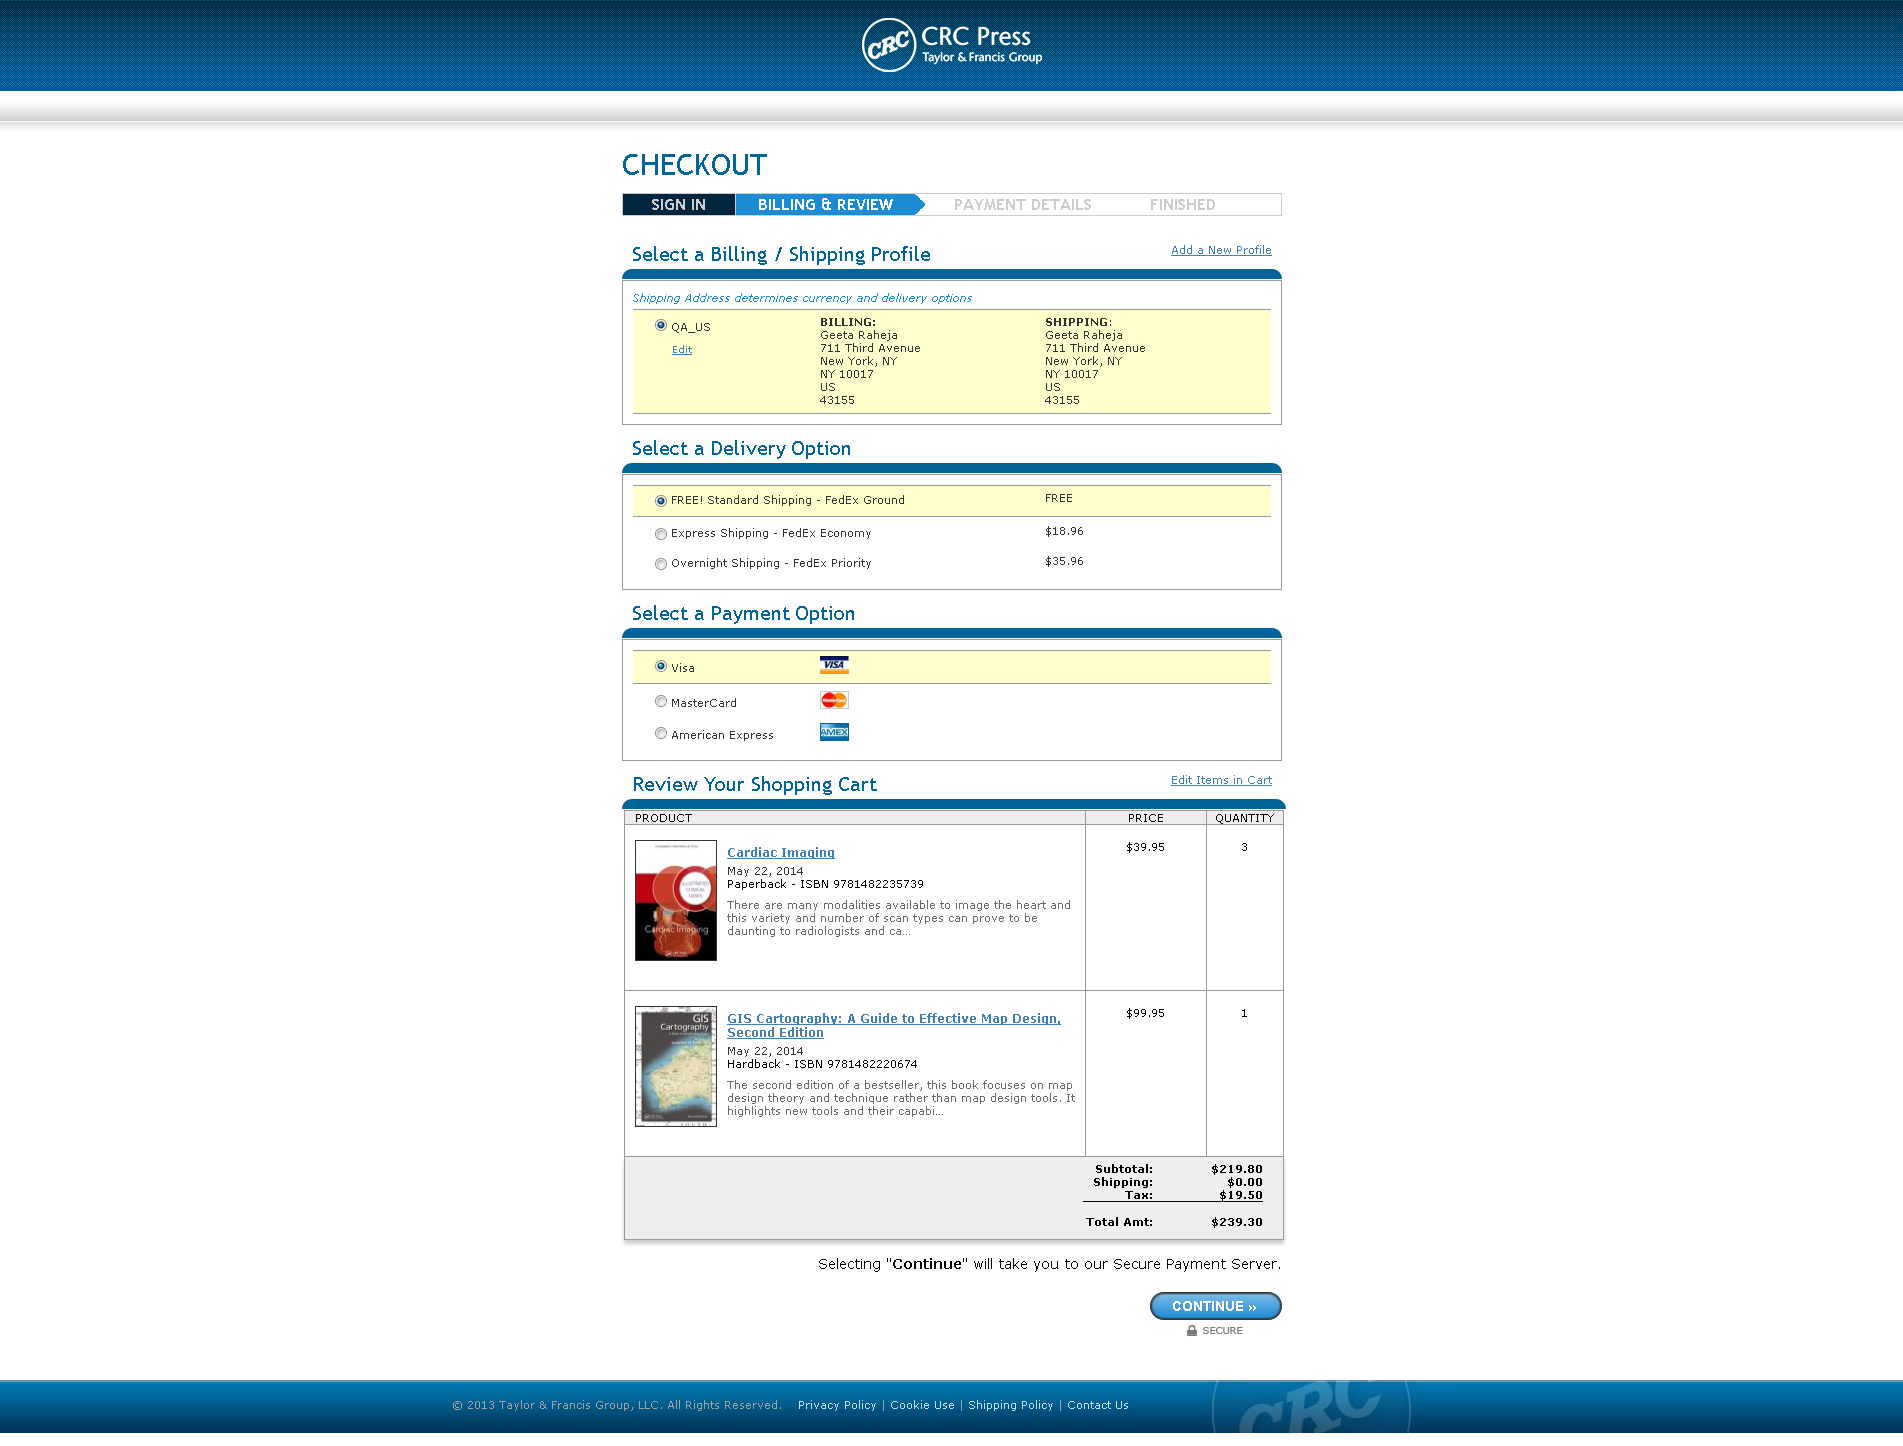 CRC
CRC Press
Taylor & Francis Group
CHECKOUT
SIGN IN BILLING & REVIEW PAYMENT DETAILS FINISHED
Select a Billing / Shipping Profile Add a New Profile
Shipping Address determines currency and delivery options
QA_US
Edit
BILLING:
Geeta Raheja
711 Third Avenue
New York, NY
NY 10017
US
43155
SHIPPING:
Geeta Raheja
711 Third Avenue
New York, NY
NY 10017
US
43155
Select a Delivery Option
FREE! Standard Shipping - FedEx Ground FREE
Express Shipping - FedEx Economy $18.96
Overnight Shipping - FedEx Priority $35.96
Select a Payment Option
Visa VISA
MasterCard MasterCard
American Express AMEX
Review Your Shopping Cart Edit Items in Cart
PRODUCT PRICE QUANTITY
ILLUSTRATED
CLINICAL
CASES
Cardiac Imaging
Cardiac Imaging $39.95 3
May 22, 2014
Paperback - ISBN 9781482235739
There are many modalities available to image the heart and
this variety and number of scan types can prove to be
daunting to radiologists and ca...
GIS
Cartography
GIS Cartography: A Guide to Effective Map Design, $99.95 1
Second Edition
May 22, 2014
Hardback - ISBN 9781482220674
The second edition of a bestseller, this book focuses on map
design theory and technique rather than map design tools. It
highlights new tools and their capabi...
Subtotal: $219.80
Shipping: $0.00
Tax: $19.50
Total Amt: $239.30
Selecting "Continue" will take you to our Secure Payment Server.
CONTINUE »
SECURE
© 2013 Taylor & Francis Group, LLC. All Rights Reserved. Privacy Policy | Cookie Use | Shipping Policy | Contact Us
CRC